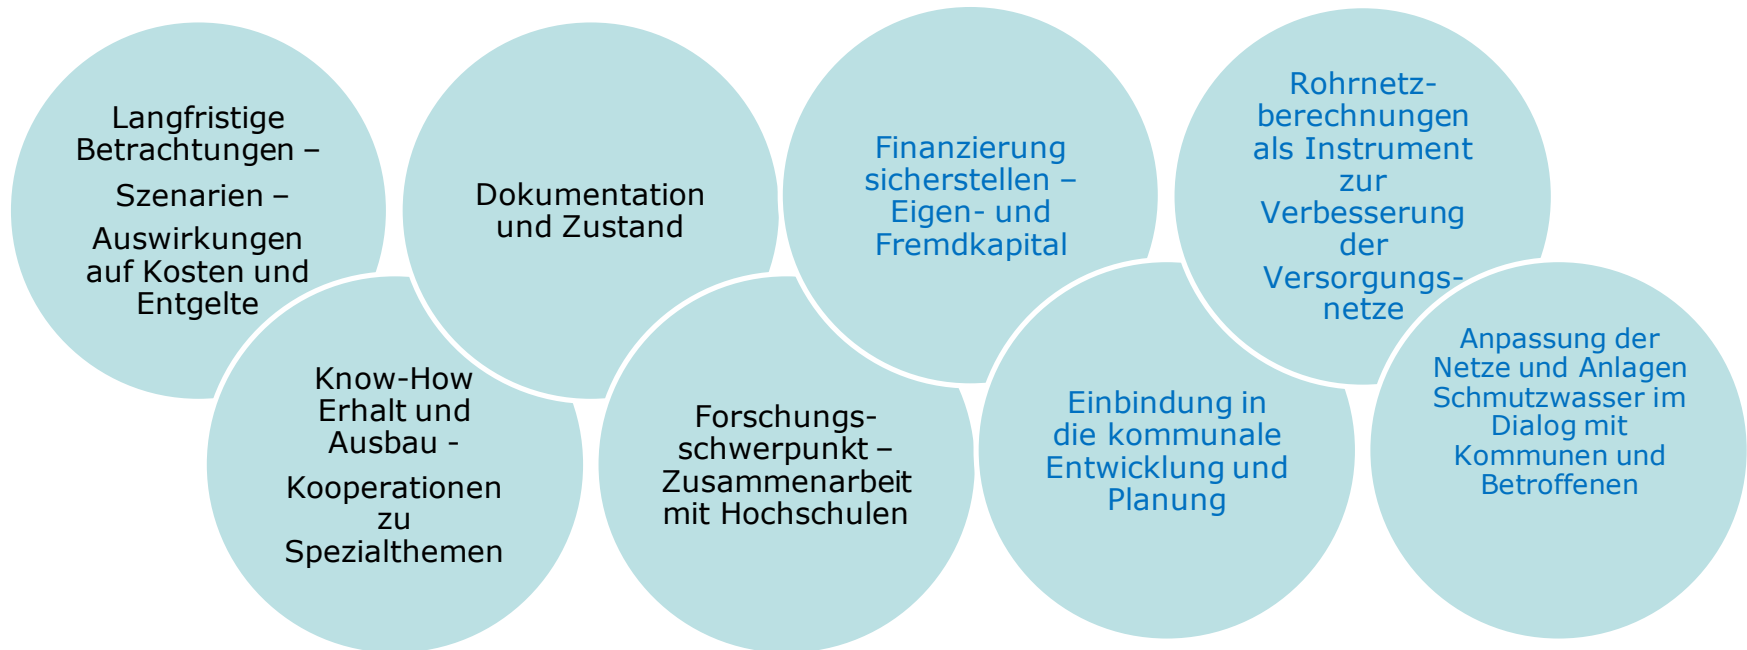 Langfristige
Betrachtungen –
Szenarien –
Auswirkungen
auf Kosten und
Entgelte
Know-How
Erhalt und
Ausbau -
Kooperationen
zu
Spezialthemen
Dokumentation
und Zustand
Forschungs-
schwerpunkt –
Zusammenarbeit
mit Hochschulen
Finanzierung
sicherstellen –
Eigen- und
Fremdkapital
Einbindung in
die kommunale
Entwicklung und
Planung
Rohrnetz-
berechnungen
als Instrument
zur
Verbesserung
der
Versorgungs-
netze
Anpassung der
Netze und Anlagen
Schmutzwasser im
Dialog mit
Kommunen und
Betroffenen